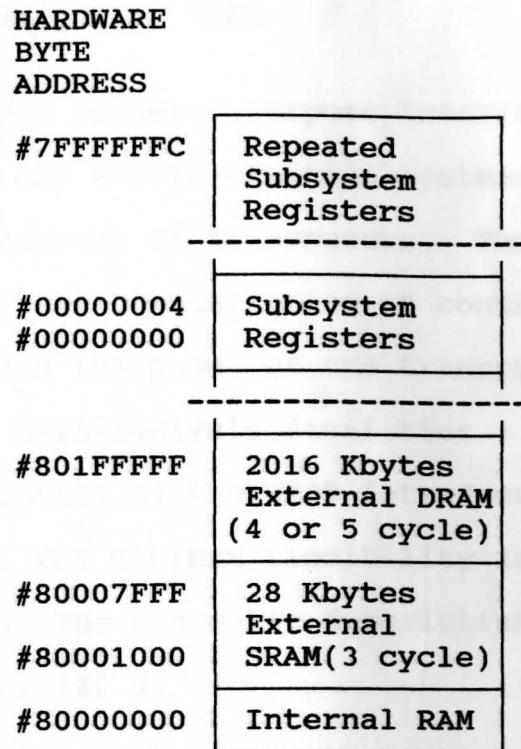 HARDWARE
BYTE
ADDRESS
#7FFFFFFC Repeated
Subsystem
Registers
#00000004 Subsystem
#00000000 Registers
#801FFFFF 2016 Kbytes
External DRAM
(4 or 5 cycle)
#80007FFF 28 Kbytes
External
#80001000 SRAM(3 cycle)
#80000000 Internal RAM